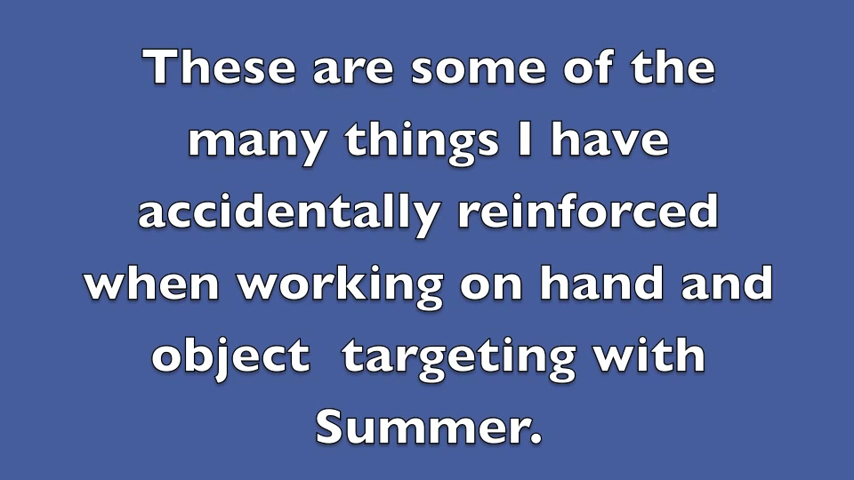 These are some of the
many things I have
accidentally reinforced
when working on hand and
object  targeting with
Summer.